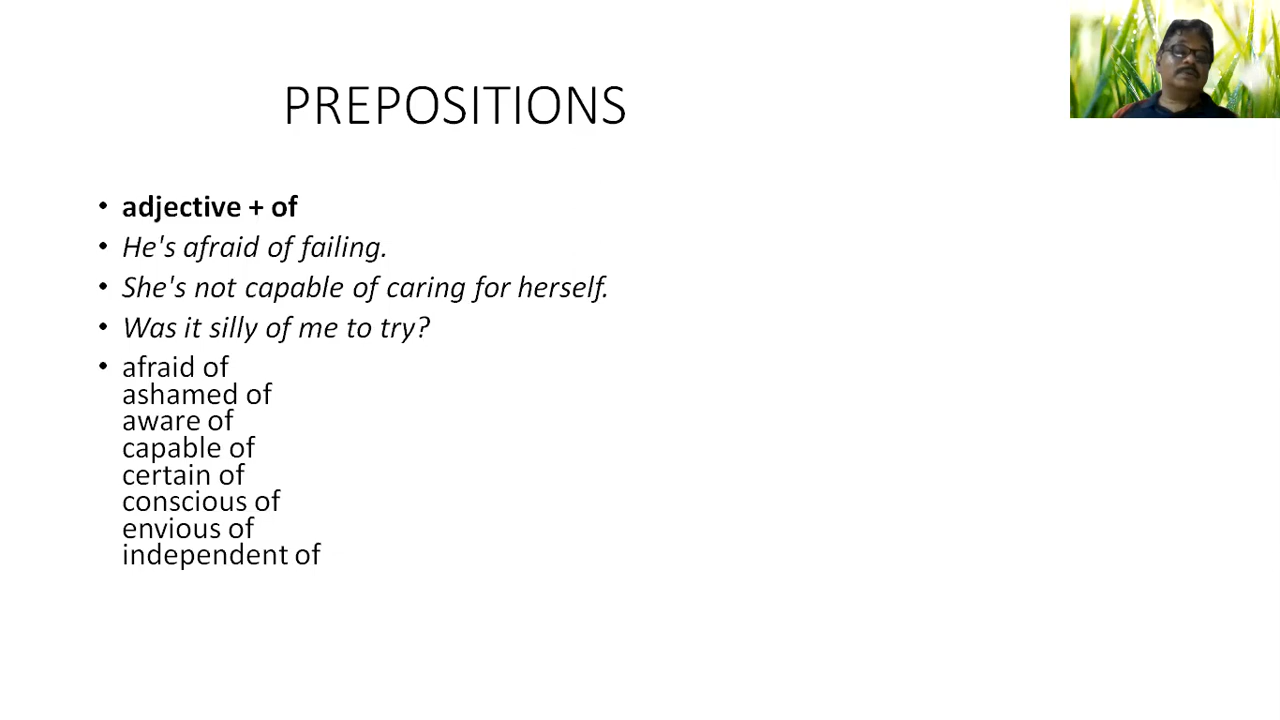 PREPOSITIONS
• adjective + of
• He's afraid of failing.
• She's not capable of caring for herself.
• Was it silly of me to try?
• afraid of
ashamed of
aware of
capable of
certain of
conscious of
envious of
independent of